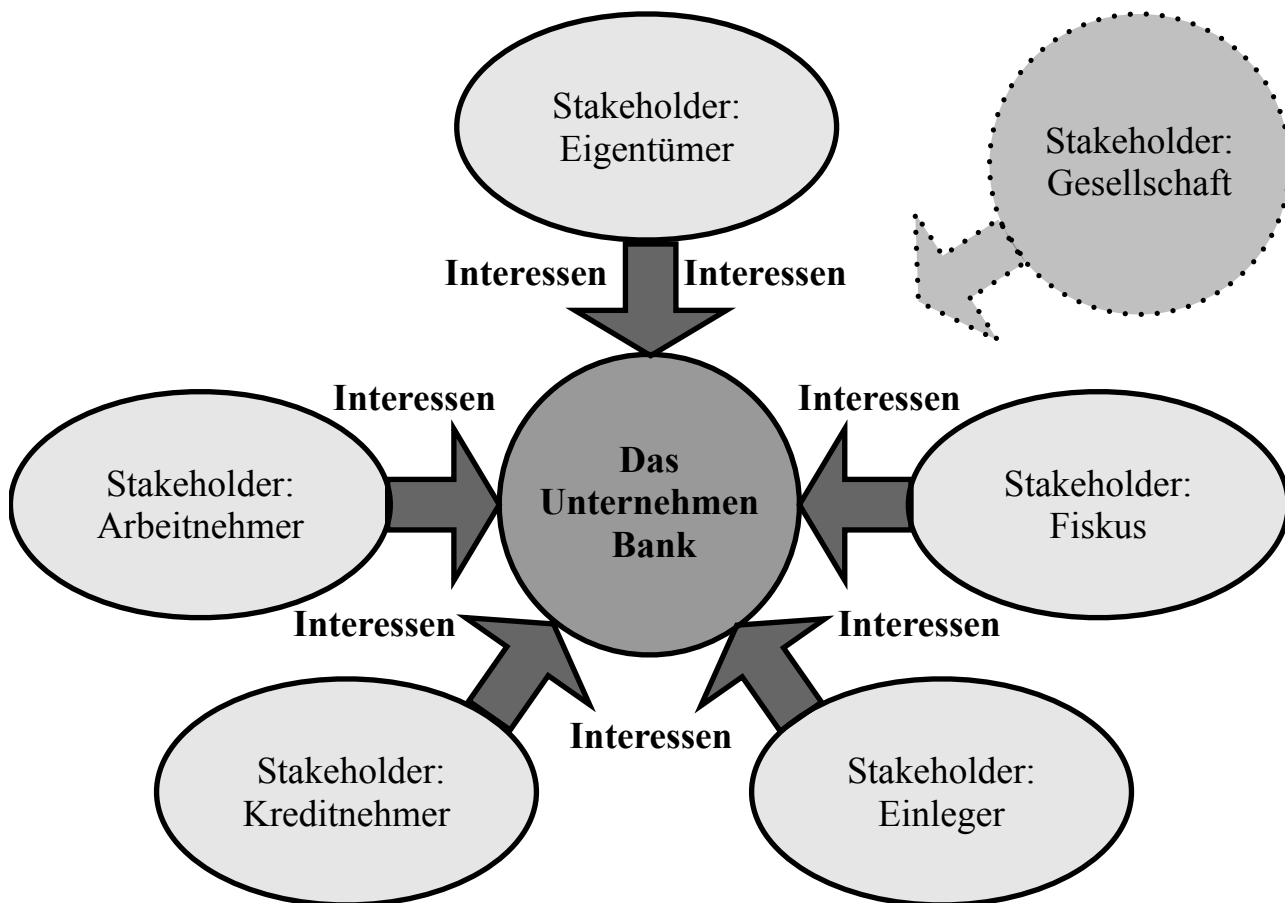 Stakeholder:
Eigentümer
Stakeholder:
Gesellschaft
Interessen
Interessen
Interessen
Interessen
Stakeholder:
Arbeitnehmer
Das
Unternehmen
Bank
Stakeholder:
Fiskus
Interessen
Interessen
Interessen
Stakeholder:
Kreditnehmer
Stakeholder:
Einleger